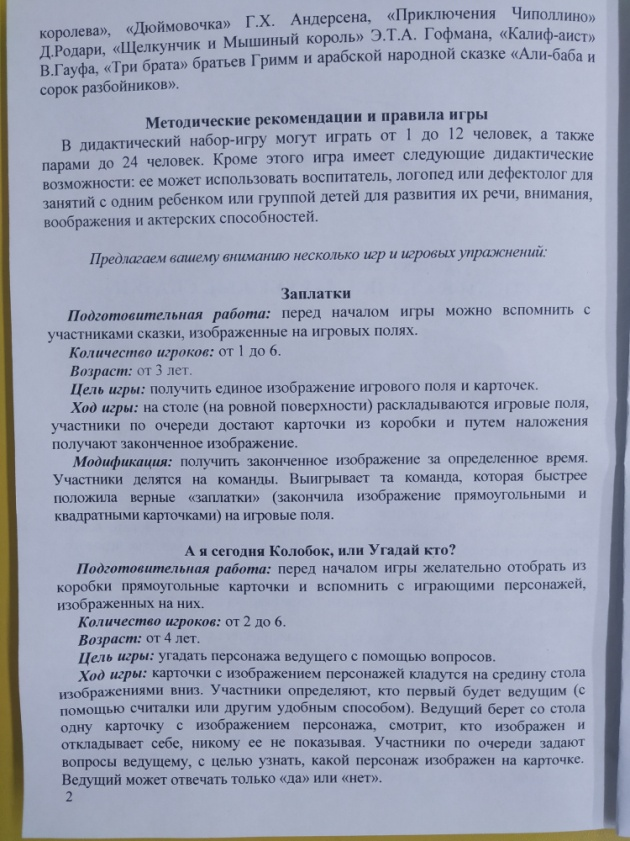 королева», «Дюймовочка» Г.Х. Андерсена, «Приключения Чиполлино»
Д.Родари, «Щелкунчик и Мышиный король» Э.Т.А. Гофмана, «Калиф-аист»
В.Гауфа, «Три брата» братьев Гримм и арабской народной сказке «Али-баба и
сорок разбойников».
Методические рекомендации и правила игры
В дидактический набор-игру могут играть от 1 до 12 человек, а также
парами до 24 человек. Кроме этого игра имеет следующие дидактические
возможности: ее может использовать воспитатель, логопед или дефектолог для
занятий с одним ребенком или группой детей для развития их речи, внимания,
воображения и актерских способностей.
Предлагаем вашему вниманию несколько игр и игровых упражнений:
Заплатки
Подготовительная работа: перед началом игры можно вспомнить с
участниками сказки, изображенные на игровых полях.
Количество игроков: от 1 до 6.
Возраст: от 3 лет.
Цель игры: получить единое изображение игрового поля и карточек.
Ход игры: на столе (на ровной поверхности) раскладываются игровые поля,
участники по очереди достают карточки из коробки и путем наложения
получают законченное изображение.
Модификация: получить законченное изображение за определенное время.
Участники делятся на команды. Выигрывает та команда, которая быстрее
положила верные «заплатки» (закончила изображение прямоугольными и
квадратными карточками) на игровые поля.
А я сегодня Колобок, или Угадай кто?
Подготовительная работа: перед началом игры желательно отобрать из
коробки прямоугольные карточки и вспомнить с играющими персонажей,
изображенных на них.
Количество игроков: от 2 до 6.
Возраст: от 4 лет.
Цель игры: угадать персонажа ведущего с помощью вопросов.
Ход игры: карточки с изображением персонажей кладутся на средину стола
изображениями вниз. Участники определяют, кто первый будет ведущим (с
помощью считалки или другим удобным способом). Ведущий берет со стола
одну карточку с изображением персонажа, смотрит, кто изображен и
откладывает себе, никому ее не показывая. Участники по очереди задают
вопросы ведущему, с целью узнать, какой персонаж изображен на карточке.
Ведущий может отвечать только «да» или «нет».
2